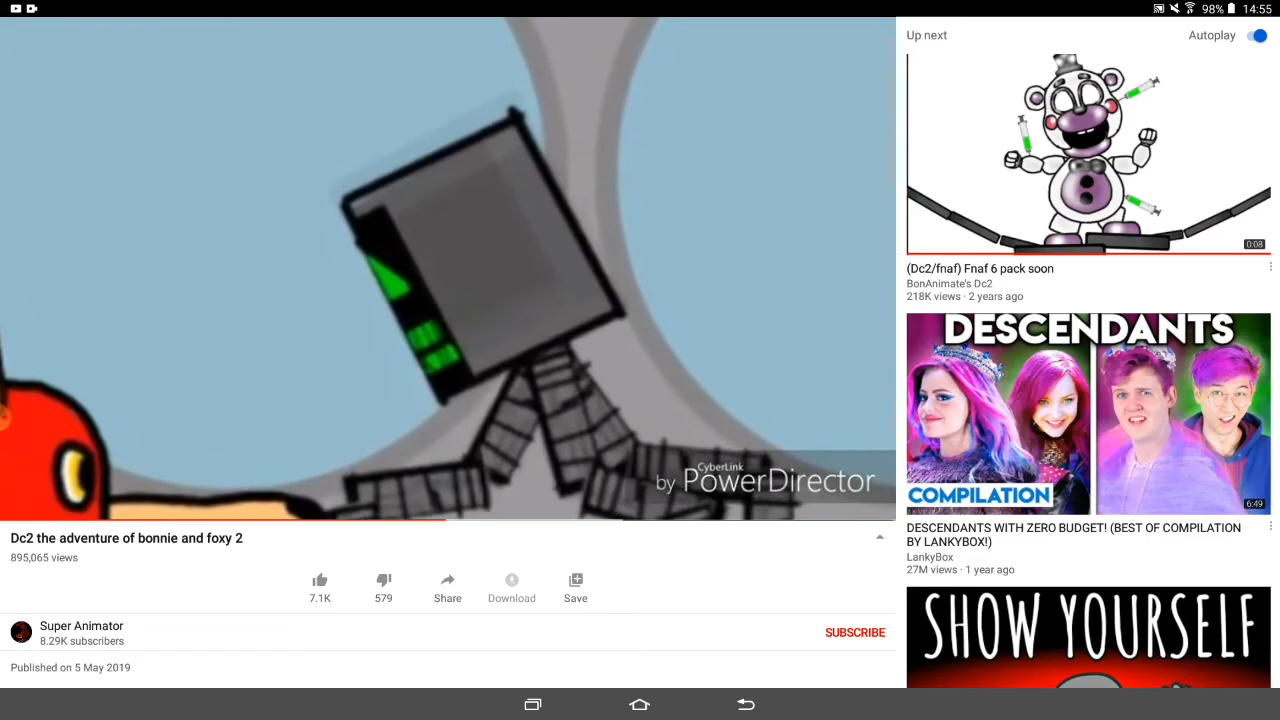 98% 14:55
CyberLink
by PowerDirector
Dc2 the adventure of bonnie and foxy 2
895,065 views
7.1K 579 Share Download Save
Super Animator
8.29K subscribers
SUBSCRIBE
Published on 5 May 2019
Up next Autoplay
0:08
(Dc2/fnaf) Fnaf 6 pack soon
BonAnimate's Dc2
218K views · 2 years ago
DESCENDANTS
COMPILATION
6:49
DESCENDANTS WITH ZERO BUDGET! (BEST OF COMPILATION
BY LANKYBOX!)
LankyBox
27M views · 1 year ago
SHOW YOURSELF